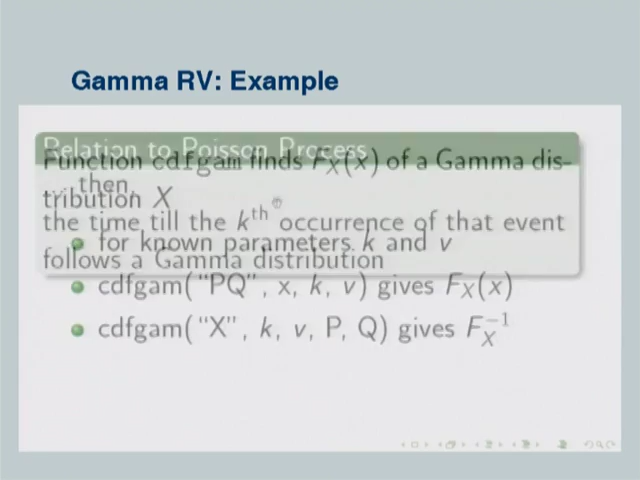 Gamma RV: Example
Relation to Poisson Process
Function cdfgam finds F_X(x) of a Gamma dis-
then,
tribution X
the time till the k^th occurrence of that event
for known parameters k and ν
follows a Gamma distribution
cdfgam("PQ", x, k, ν) gives F_X(x)
cdfgam("X", k, ν, P, Q) gives F_X^-1